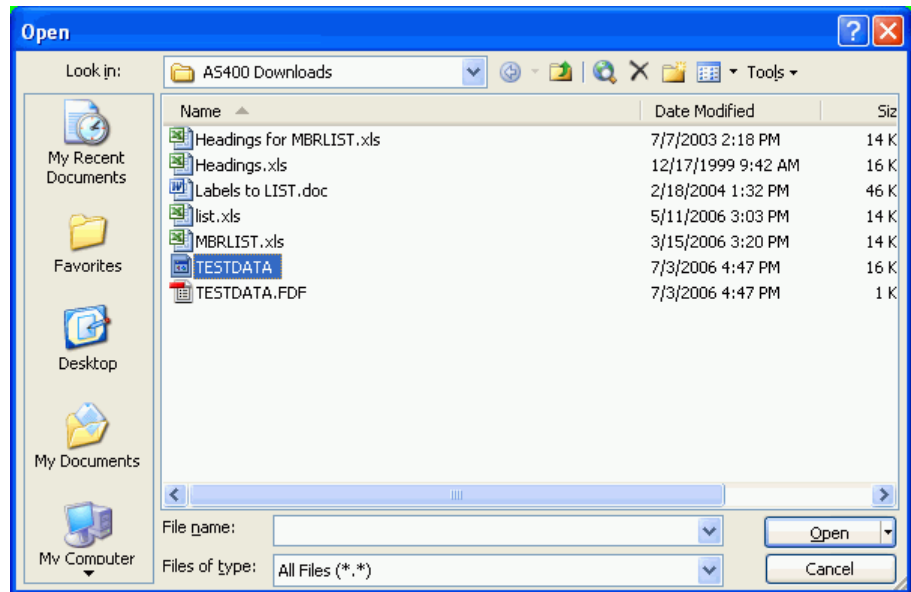 Open
Look in: AS400 Downloads Tools
Name Date Modified Siz
Headings for MBRLIST.xls 7/7/2003 2:18 PM 14 K
Headings.xls 12/17/1999 9:42 AM 16 K
Labels to LIST.doc 2/18/2004 1:32 PM 46 K
list.xls 5/11/2006 3:03 PM 14 K
MBRLIST.xls 3/15/2006 3:20 PM 14 K
TESTDATA 7/3/2006 4:47 PM 16 K
TESTDATA.FDF 7/3/2006 4:47 PM 1 K
My Recent
Documents
Favorites
Desktop
My Documents
My Computer
File name: Open
Files of type: All Files (*.*) Cancel